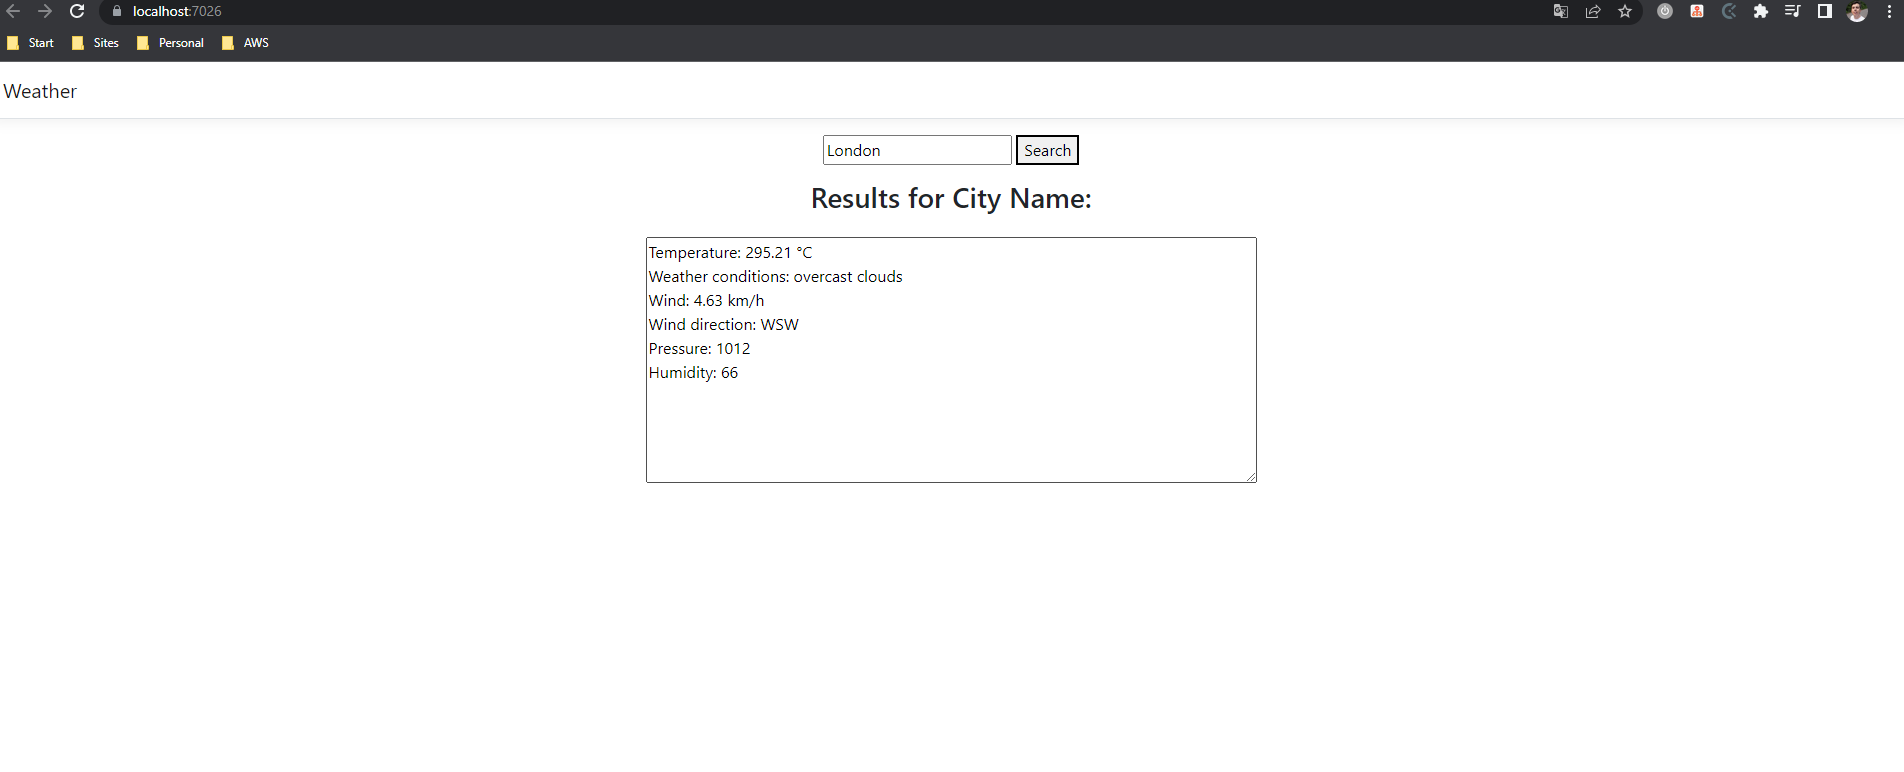 localhost:7026
Start Sites Personal AWS
Weather
London Search
Results for City Name:
Temperature: 295.21 °C
Weather conditions: overcast clouds
Wind: 4.63 km/h
Wind direction: WSW
Pressure: 1012
Humidity: 66